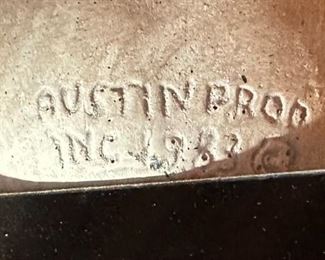 AUSTIN PROD
INC 1983 ©